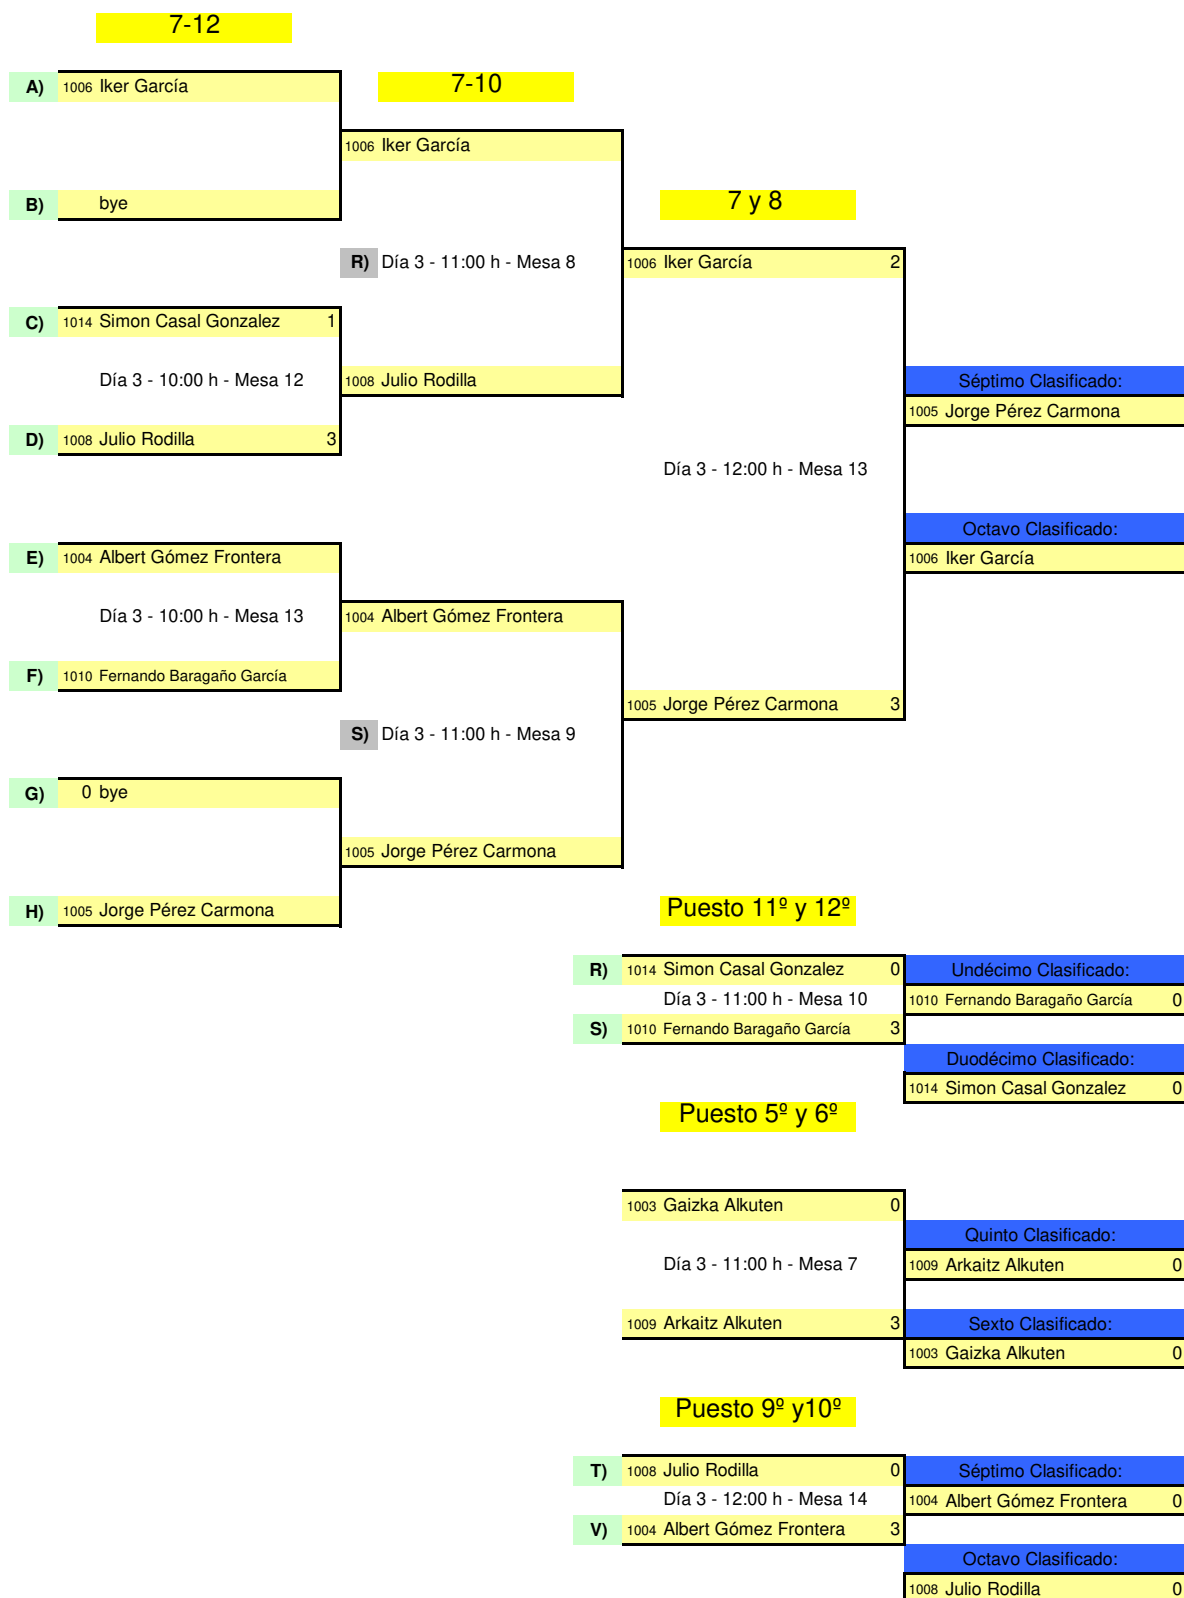 7-12
A) 1006 Iker García
7-10
1006 Iker García
B) bye
7 y 8
R) Día 3 - 11:00 h - Mesa 8
1006 Iker García 2
C) 1014 Simon Casal Gonzalez 1
Día 3 - 10:00 h - Mesa 12
1008 Julio Rodilla
Séptimo Clasificado:
1005 Jorge Pérez Carmona
D) 1008 Julio Rodilla 3
Día 3 - 12:00 h - Mesa 13
Octavo Clasificado:
E) 1004 Albert Gómez Frontera
1006 Iker García
Día 3 - 10:00 h - Mesa 13
1004 Albert Gómez Frontera
F) 1010 Fernando Baragaño García
1005 Jorge Pérez Carmona 3
S) Día 3 - 11:00 h - Mesa 9
G) 0 bye
1005 Jorge Pérez Carmona
H) 1005 Jorge Pérez Carmona
Puesto 11º y 12º
R) 1014 Simon Casal Gonzalez 0
Undécimo Clasificado:
Día 3 - 11:00 h - Mesa 10
1010 Fernando Baragaño García 0
S) 1010 Fernando Baragaño García 3
Duodécimo Clasificado:
1014 Simon Casal Gonzalez 0
Puesto 5º y 6º
1003 Gaizka Alkuten 0
Quinto Clasificado:
Día 3 - 11:00 h - Mesa 7
1009 Arkaitz Alkuten 0
1009 Arkaitz Alkuten 3
Sexto Clasificado:
1003 Gaizka Alkuten 0
Puesto 9º y10º
T) 1008 Julio Rodilla 0
Séptimo Clasificado:
Día 3 - 12:00 h - Mesa 14
1004 Albert Gómez Frontera 0
V) 1004 Albert Gómez Frontera 3
Octavo Clasificado:
1008 Julio Rodilla 0